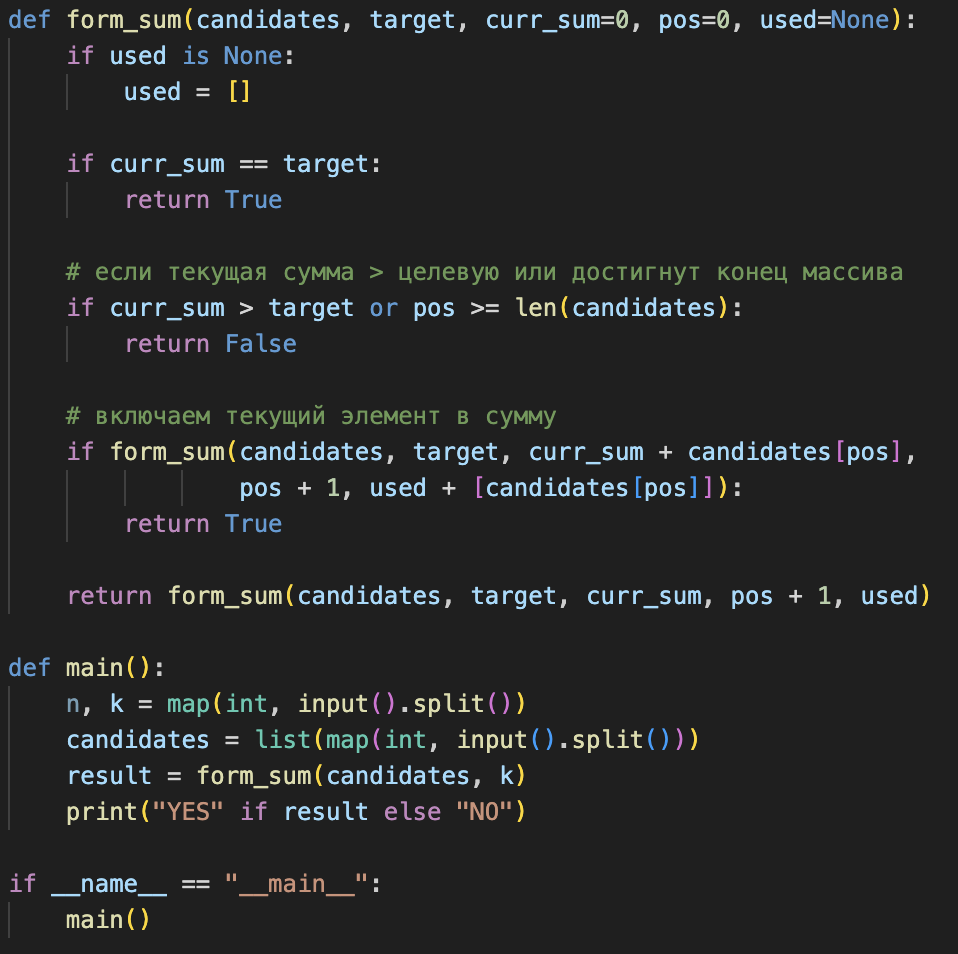 def form_sum(candidates, target, curr_sum=0, pos=0, used=None):
    if used is None:
        used = []

    if curr_sum == target:
        return True

    # если текущая сумма > целевую или достигнут конец массива
    if curr_sum > target or pos >= len(candidates):
        return False

    # включаем текущий элемент в сумму
    if form_sum(candidates, target, curr_sum + candidates[pos],
                pos + 1, used + [candidates[pos]]):
        return True

    return form_sum(candidates, target, curr_sum, pos + 1, used)

def main():
    n, k = map(int, input().split())
    candidates = list(map(int, input().split()))
    result = form_sum(candidates, k)
    print("YES" if result else "NO")

if __name__ == "__main__":
    main()